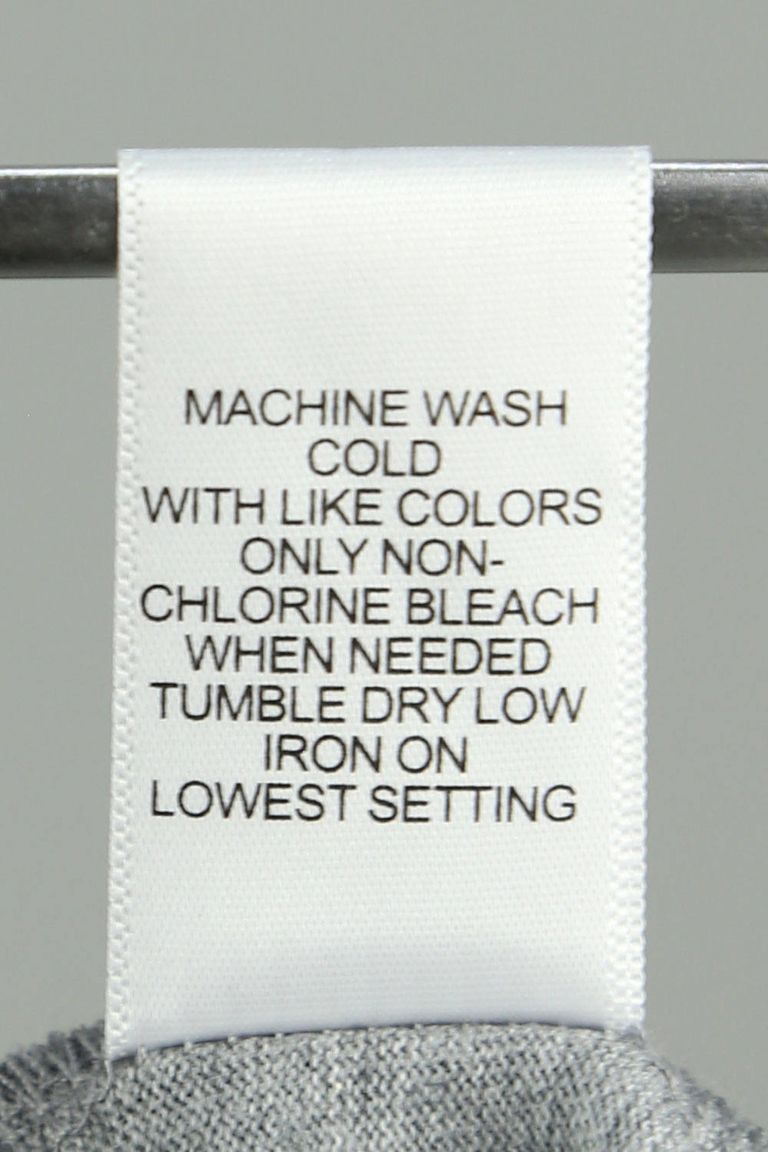 MACHINE WASH
COLD
WITH LIKE COLORS
ONLY NON-
CHLORINE BLEACH
WHEN NEEDED
TUMBLE DRY LOW
IRON ON
LOWEST SETTING